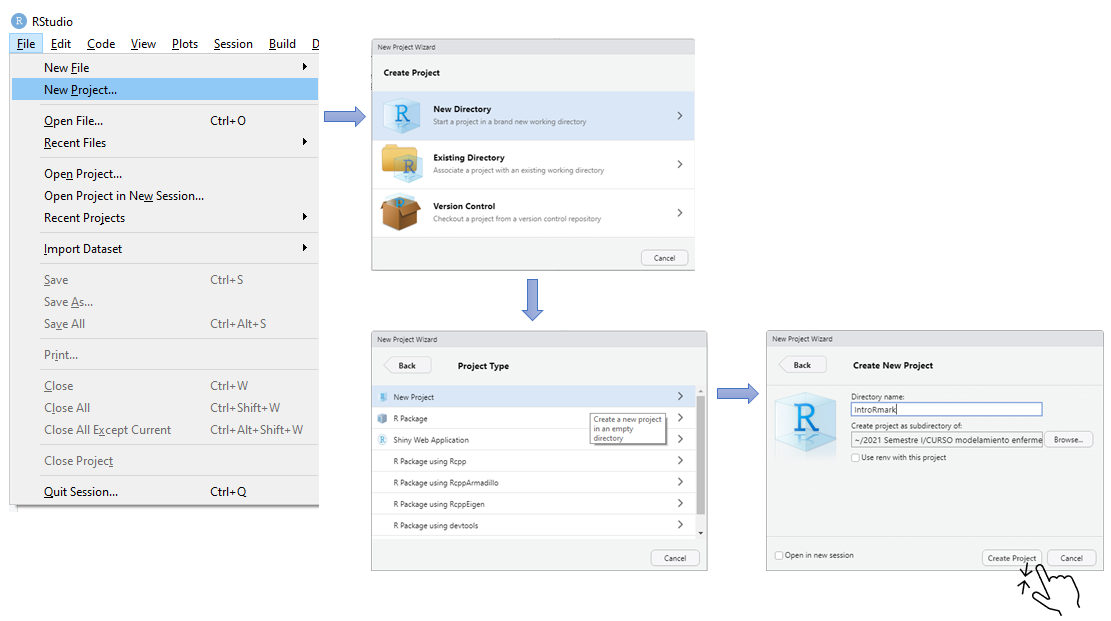 RStudio
File Edit Code View Plots Session Build D
New File
New Project...
Open File... Ctrl+O
Recent Files
Open Project...
Open Project in New Session...
Recent Projects
Import Dataset
Save Ctrl+S
Save As...
Save All Ctrl+Alt+S
Print...
Close Ctrl+W
Close All Ctrl+Shift+W
Close All Except Current Ctrl+Alt+Shift+W
Close Project
Quit Session... Ctrl+Q
New Project Wizard
Create Project
New Directory
Start a project in a brand new working directory
Existing Directory
Associate a project with an existing working directory
Version Control
Checkout a project from a version control repository
Cancel
New Project Wizard
Back Project Type
New Project
R Package
Shiny Web Application
R Package using Rcpp
R Package using RcppArmadillo
R Package using RcppEigen
R Package using devtools
Create a new project
in an empty
directory
Cancel
New Project Wizard
Back Create New Project
R
Directory name:
IntroRmark
Create project as subdirectory of:
~/2021 Semestre I/CURSO modelamiento enferme Browse...
Use renv with this project
Open in new session
Create Project Cancel